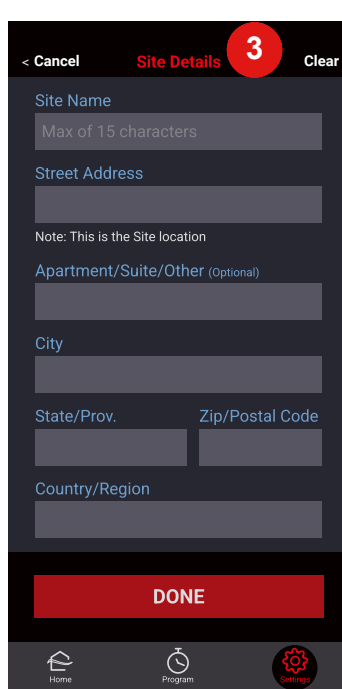 3
< Cancel Site Details Clear
Site Name
Max of 15 characters
Street Address
Note: This is the Site location
Apartment/Suite/Other (Optional)
City
State/Prov. Zip/Postal Code
Country/Region
DONE
Home Program Settings